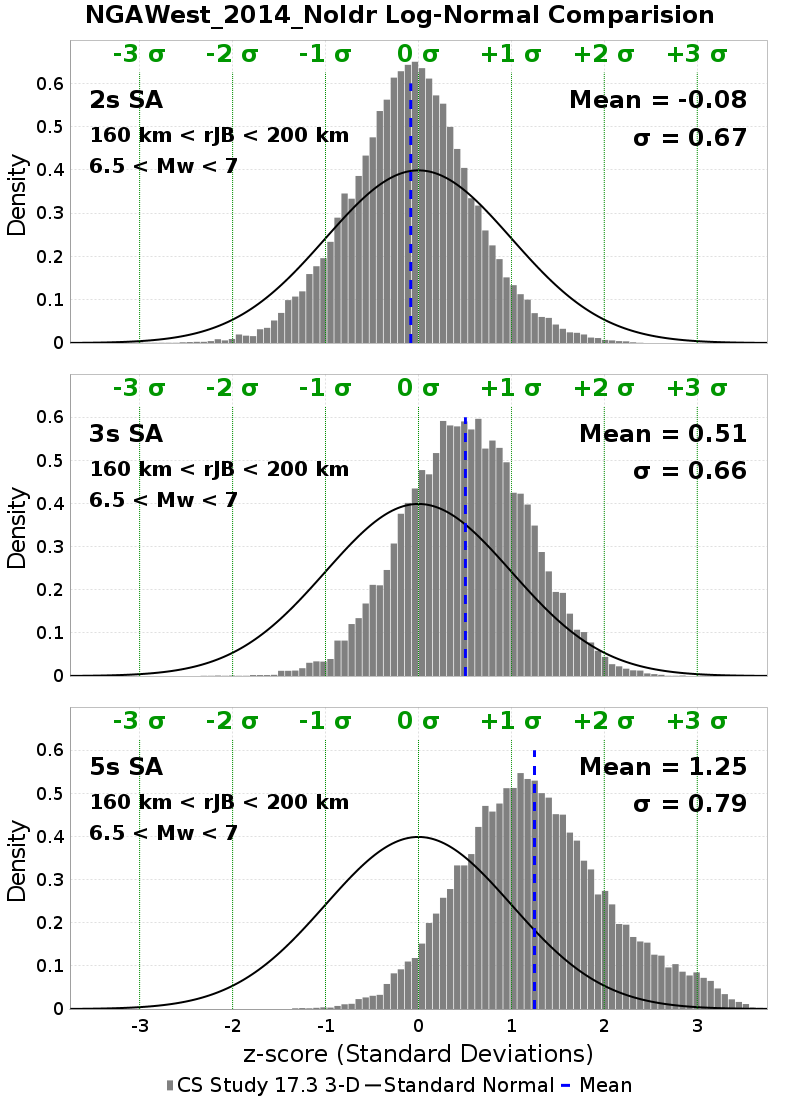 NGAWest_2014_NoIdr Log-Normal Comparision
-3 σ -2 σ -1 σ 0 σ +1 σ +2 σ +3 σ
2s SA
Mean = -0.08
160 km < rJB < 200 km
σ = 0.67
6.5 < Mw < 7
Density
0.6
0.5
0.4
0.3
0.2
0.1
0
-3 σ -2 σ -1 σ 0 σ +1 σ +2 σ +3 σ
3s SA
Mean = 0.51
160 km < rJB < 200 km
σ = 0.66
6.5 < Mw < 7
Density
0.6
0.5
0.4
0.3
0.2
0.1
0
-3 σ -2 σ -1 σ 0 σ +1 σ +2 σ +3 σ
5s SA
Mean = 1.25
160 km < rJB < 200 km
σ = 0.79
6.5 < Mw < 7
Density
0.6
0.5
0.4
0.3
0.2
0.1
0
-3 -2 -1 0 1 2 3
z-score (Standard Deviations)
CS Study 17.3 3-D Standard Normal Mean